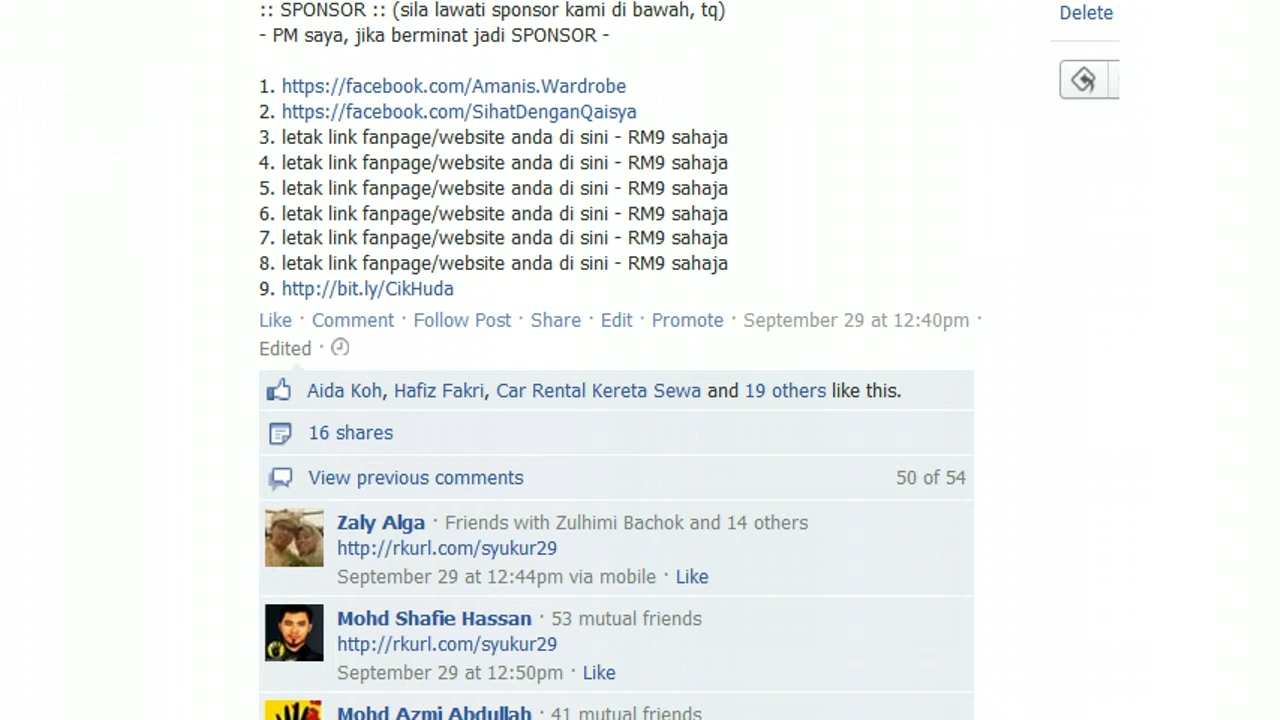 :: SPONSOR :: (sila lawati sponsor kami di bawah, tq)
- PM saya, jika berminat jadi SPONSOR -
Delete
1. https://facebook.com/Amanis.Wardrobe
2. https://facebook.com/SihatDenganQaisya
3. letak link fanpage/website anda di sini - RM9 sahaja
4. letak link fanpage/website anda di sini - RM9 sahaja
5. letak link fanpage/website anda di sini - RM9 sahaja
6. letak link fanpage/website anda di sini - RM9 sahaja
7. letak link fanpage/website anda di sini - RM9 sahaja
8. letak link fanpage/website anda di sini - RM9 sahaja
9. http://bit.ly/CikHuda
Like · Comment · Follow Post · Share · Edit · Promote · September 29 at 12:40pm ·
Edited ·
Aida Koh, Hafiz Fakri, Car Rental Kereta Sewa and 19 others like this.
16 shares
View previous comments 50 of 54
Zaly Alga · Friends with Zulhimi Bachok and 14 others
http://rkurl.com/syukur29
September 29 at 12:44pm via mobile · Like
Mohd Shafie Hassan · 53 mutual friends
http://rkurl.com/syukur29
September 29 at 12:50pm · Like
Mohd Azmi Abdullah · 41 mutual friends